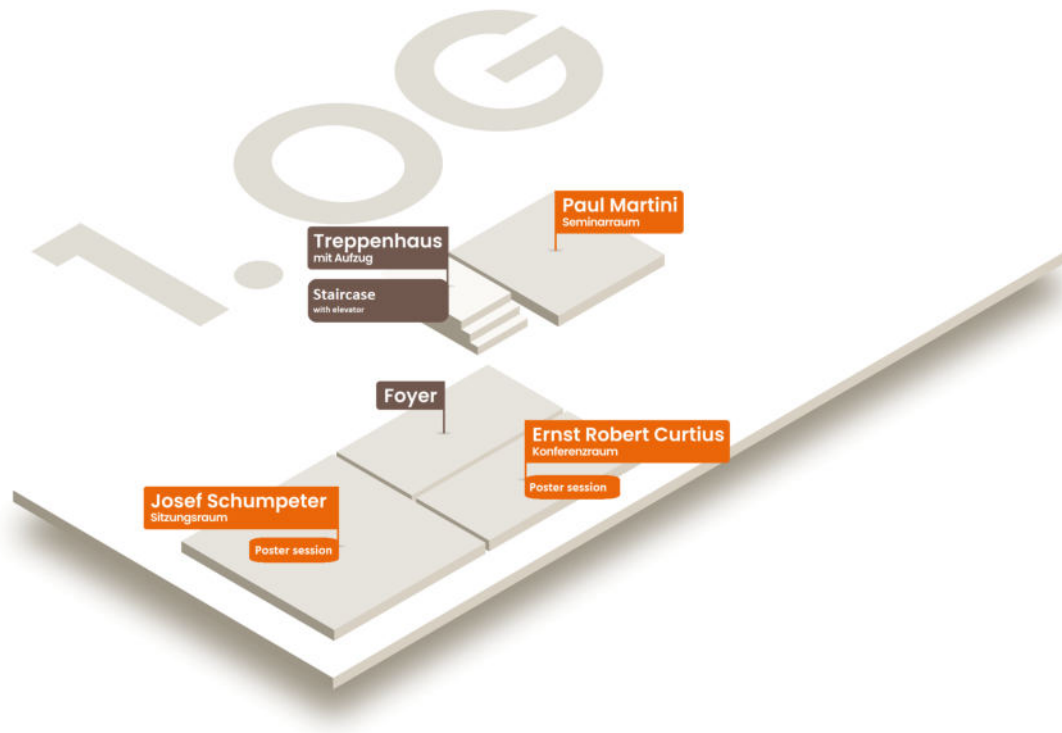 1.OG
Paul Martini
Seminarraum
Treppenhaus
mit Aufzug
Staircase
with elevator
Foyer
Ernst Robert Curtius
Konferenzraum
Poster session
Josef Schumpeter
Sitzungsraum
Poster session